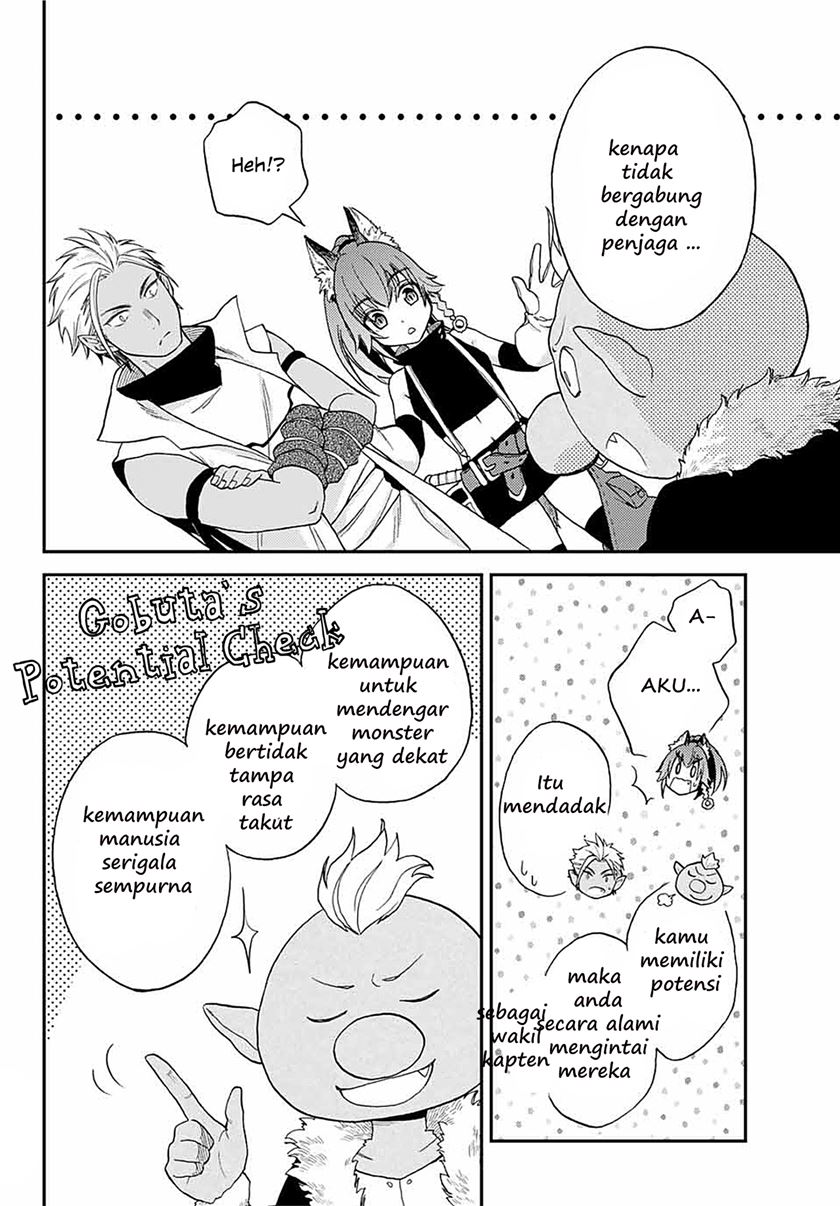 kenapa
tidak
bergabung
dengan
penjaga ...
Heh!?
A-
AKU...
Itu
mendadak
kamu
memiliki
potensi
maka
anda
secara alami
mengintai
mereka
sebagai
wakil
kapten
Gobuta's
Potential Check
kemampuan
untuk
mendengar
monster
yang dekat
kemampuan
bertidak
tampa
rasa
takut
kemampuan
manusia
serigala
sempurna